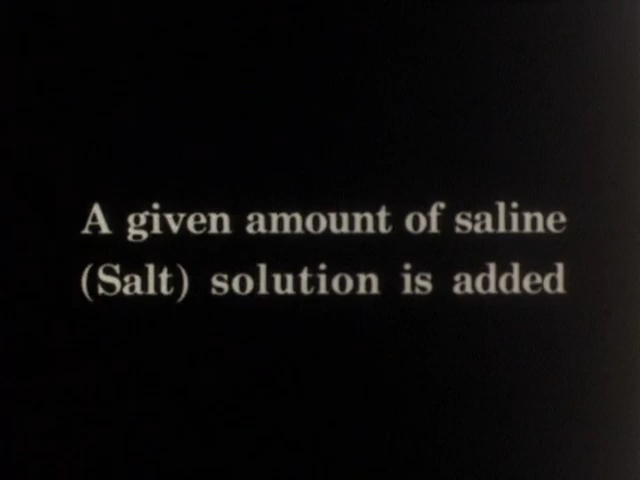 A given amount of saline
(Salt) solution is added